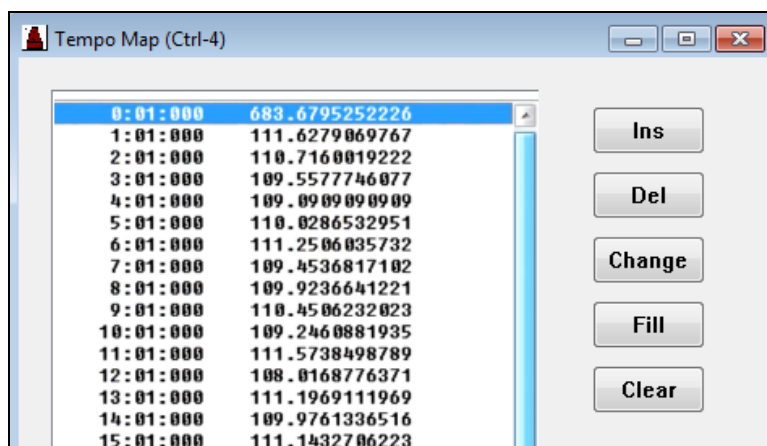 Tempo Map (Ctrl-4)
0:01:000 683.6795252226
1:01:000 111.6279069767
2:01:000 110.7160019222
3:01:000 109.5577746077
4:01:000 109.0909090909
5:01:000 110.0286532951
6:01:000 111.2506035732
7:01:000 109.4536817102
8:01:000 109.9236641221
9:01:000 110.4506232023
10:01:000 109.2460881935
11:01:000 111.5738498789
12:01:000 108.0168776371
13:01:000 111.1969111969
14:01:000 109.9761336516
15:01:000 111.1432706223
Ins
Del
Change
Fill
Clear